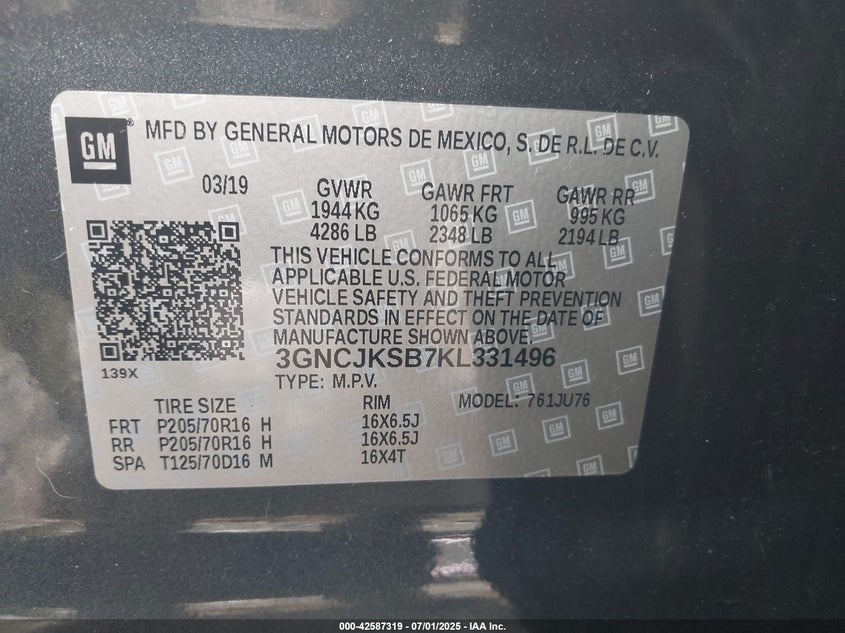 GM ® MFD BY GENERAL MOTORS DE MEXICO, S. DE R.L. DE C.V.
03/19 GVWR GAWR FRT GAWR RR
1944 KG 1065 KG 995 KG
4286 LB 2348 LB 2194 LB
THIS VEHICLE CONFORMS TO ALL
APPLICABLE U.S. FEDERAL MOTOR
VEHICLE SAFETY AND THEFT PREVENTION
STANDARDS IN EFFECT ON THE DATE OF
MANUFACTURE SHOWN ABOVE.
3GNCJKSB7KL331496
139X
TYPE: M.P.V.
TIRE SIZE RIM MODEL: 761JU76
FRT P205/70R16 H 16X6.5J
RR P205/70R16 H 16X6.5J
SPA T125/70D16 M 16X4T
000-42587319 - 07/01/2025 - IAA Inc.